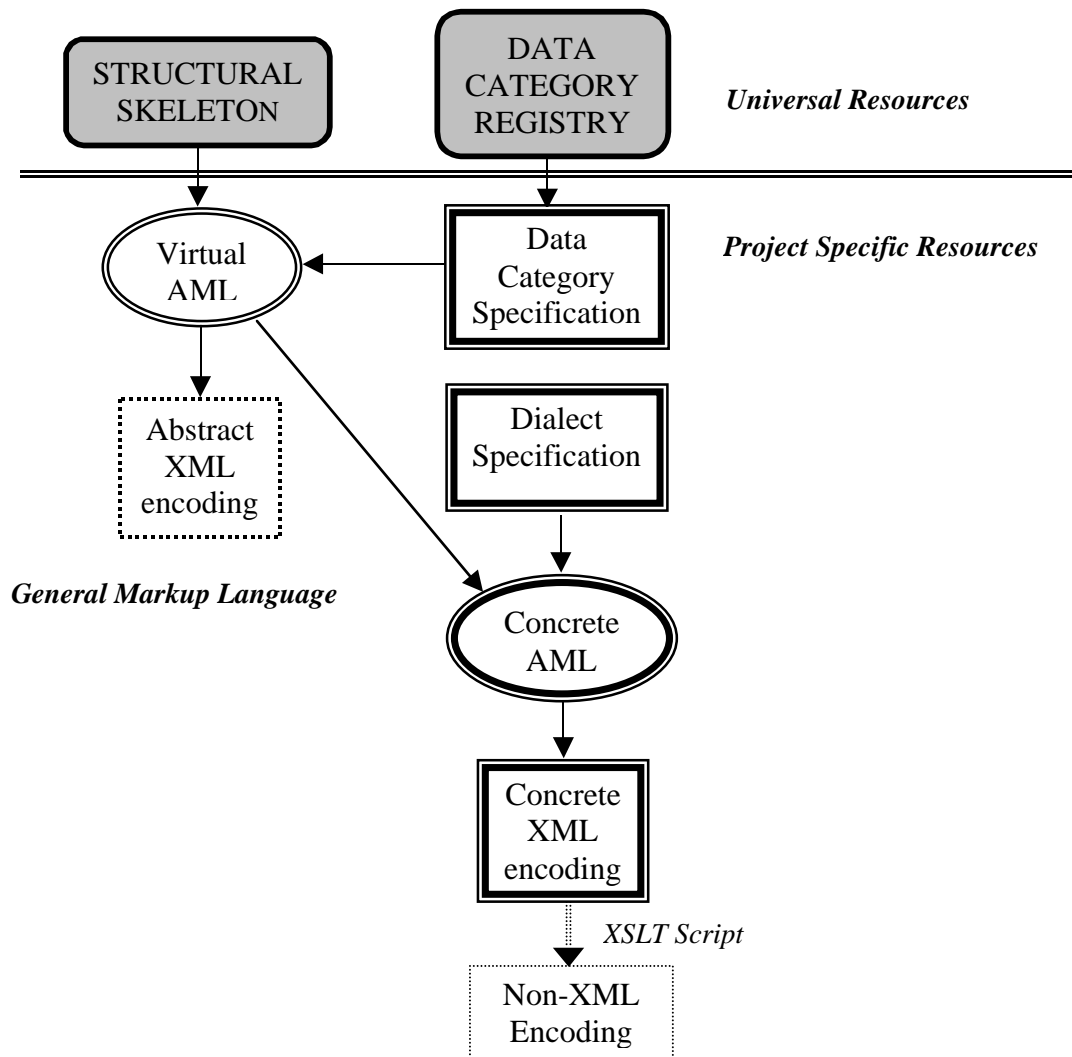 STRUCTURAL
SKELETON
DATA
CATEGORY
REGISTRY
Universal Resources
Virtual
AML
Data
Category
Specification
Project Specific Resources
Abstract
XML
encoding
Dialect
Specification
General Markup Language
Concrete
AML
Concrete
XML
encoding
XSLT Script
Non-XML
Encoding